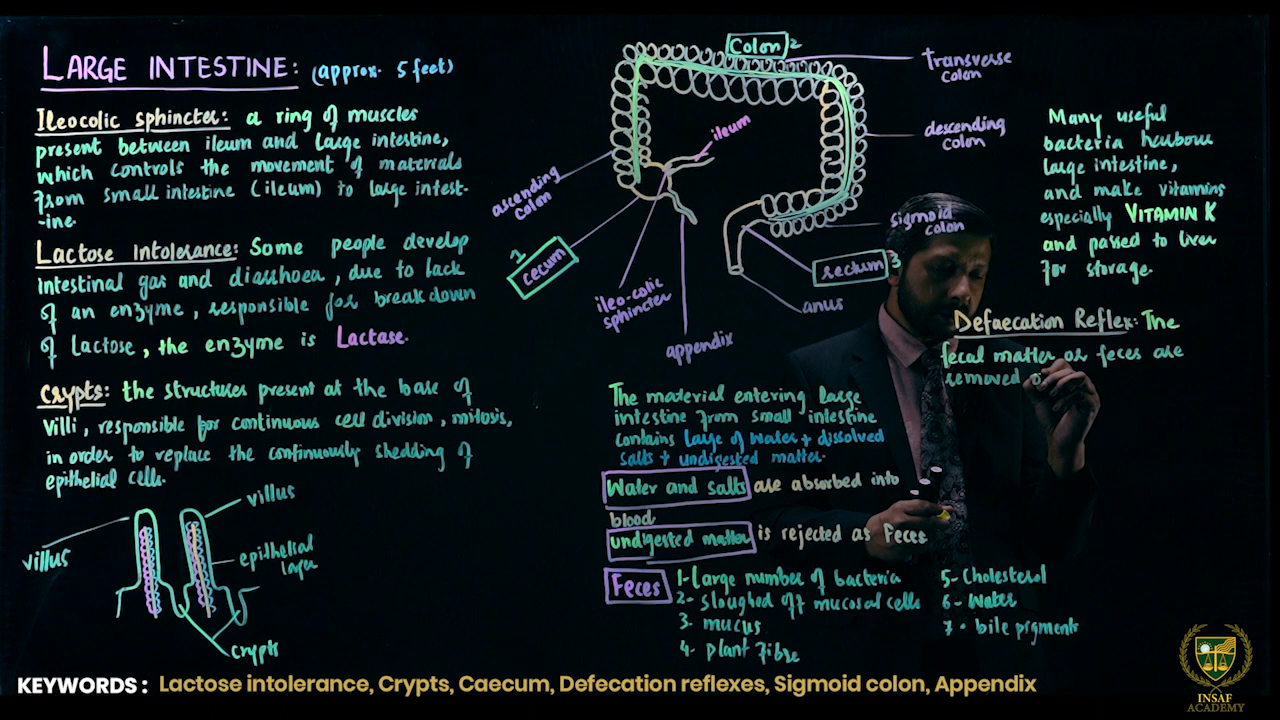 LARGE INTESTINE: (approx. 5 feet)
Ileocolic sphincter: a ring of muscles
present between ileum and large intestine,
which controls the movement of materials
from small intestine (ileum) to large intest-
-ine.
Lactose intolerance: Some people develop
intestinal gas and diarrhoea, due to lack
of an enzyme, responsible for breakdown
of Lactose, the enzyme is Lactase.
Crypts: the structures present at the base of
villi, responsible for continuous cell division, mitosis,
in order to replace the continuously shedding of
epithelial cells.
villus
villus
epithelial
layer
crypts
Colon 2
transverse
colon
descending
colon
ileum
ascending
colon
1
cecum
ileo-colic
sphincter
appendix
sigmoid
colon
rectum 3
anus
The material entering large
intestine from small intestine
contains large of water + dissolved
salts + undigested matter.
Water and salts are absorbed into
blood
undigested matter is rejected as Feces
Feces
1- Large number of bacteria
2- sloughed off mucosal cells
3- mucus
4- plant fibre
5- Cholesterol
6- Water
7- bile pigments
Many useful
bacteria harbour
large intestine,
and make vitamins
especially VITAMIN K
and passed to liver
for storage.
Defaecation Reflex: The
fecal matter or feces are
removed
KEYWORDS : Lactose intolerance, Crypts, Caecum, Defecation reflexes, Sigmoid colon, Appendix
INSAF
ACADEMY